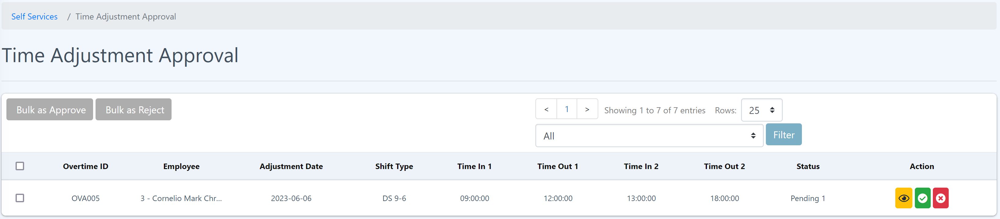 Self Services / Time Adjustment Approval
Time Adjustment Approval
Bulk as Approve Bulk as Reject < 1 > Showing 1 to 7 of 7 entries Rows: 25
All Filter
Overtime ID Employee Adjustment Date Shift Type Time In 1 Time Out 1 Time In 2 Time Out 2 Status Action
OVA005 3 - Cornelio Mark Chr... 2023-06-06 DS 9-6 09:00:00 12:00:00 13:00:00 18:00:00 Pending 1